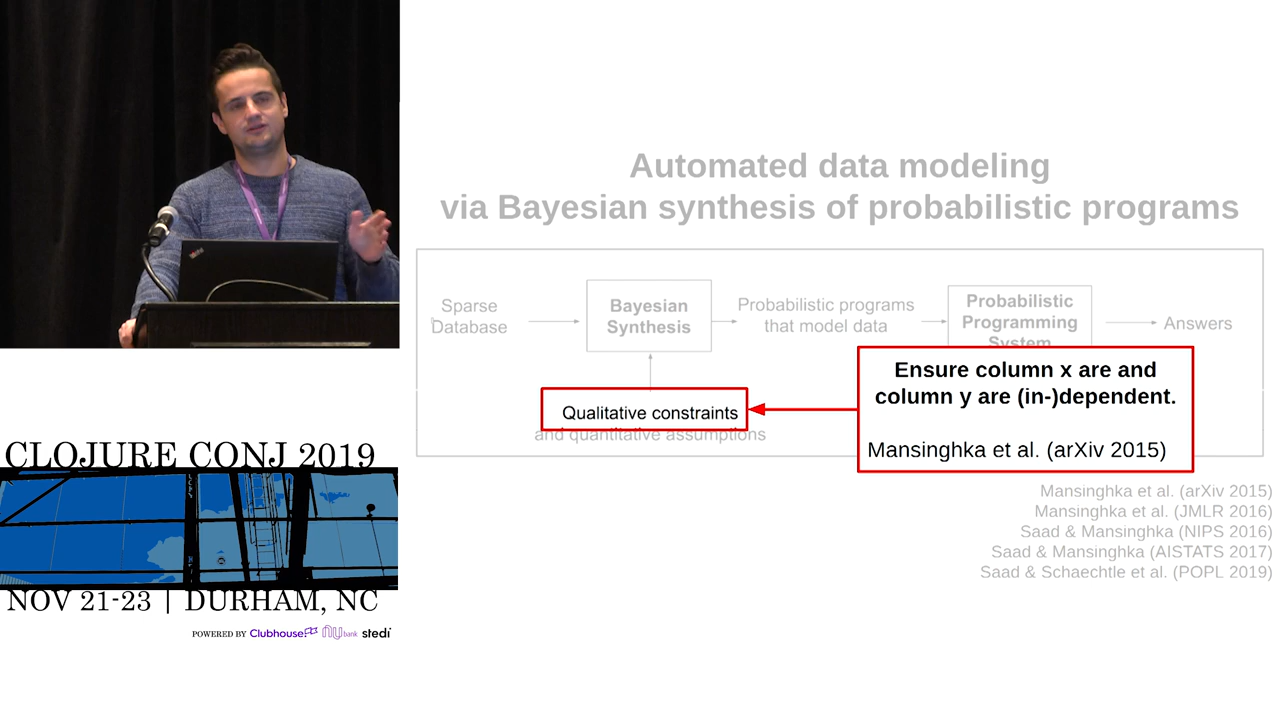 Automated data modeling
via Bayesian synthesis of probabilistic programs
Sparse
Database
Bayesian
Synthesis
Probabilistic programs
that model data
Probabilistic
Programming
System
Answers
Qualitative constraints
and quantitative assumptions
Ensure column x are and
column y are (in-)dependent.
Mansinghka et al. (arXiv 2015)
Mansinghka et al. (arXiv 2015)
Mansinghka et al. (JMLR 2016)
Saad & Mansinghka (NIPS 2016)
Saad & Mansinghka (AISTATS 2017)
Saad & Schaechtle et al. (POPL 2019)
CLOJURE CONJ 2019
NOV 21-23 | DURHAM, NC
POWERED BY Clubhouse nu bank stedi